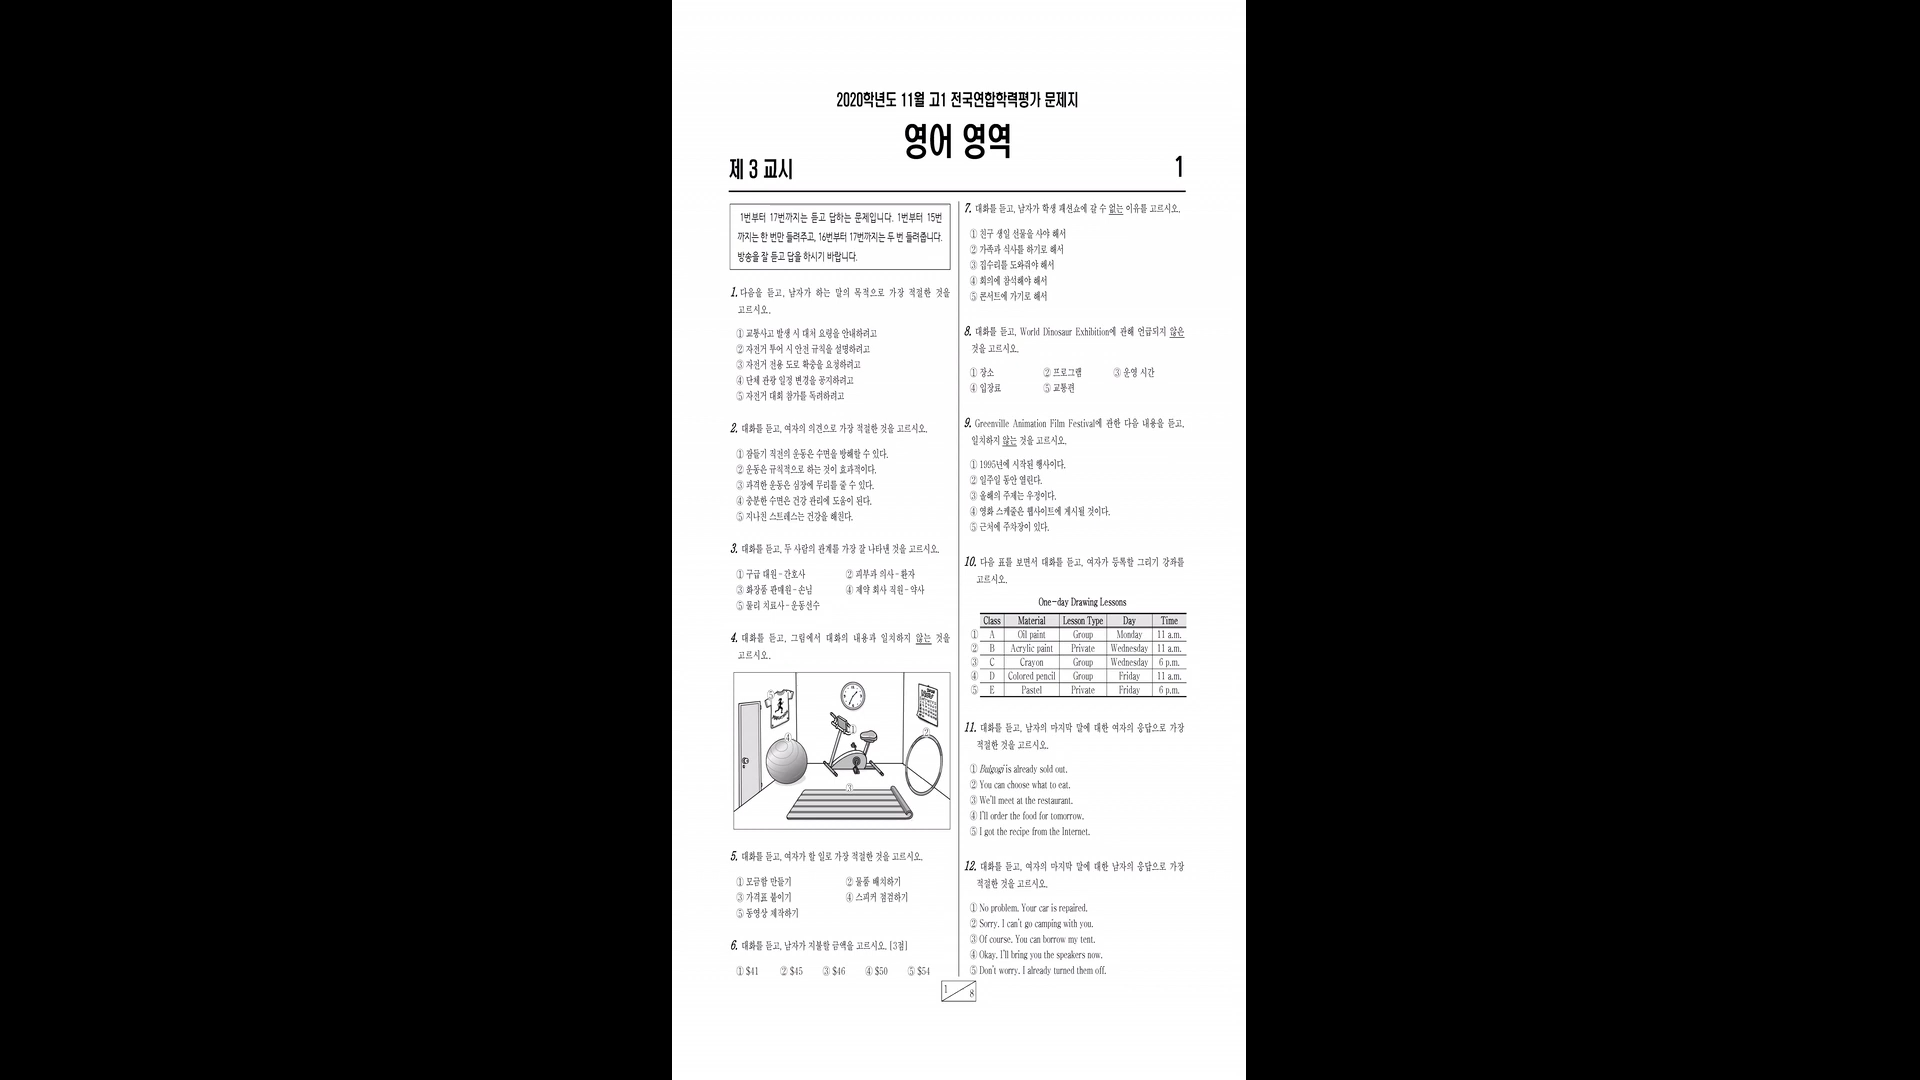 2020학년도 11월 고1 전국연합학력평가 문제지
영어 영역
제 3 교시
1
1번부터 17번까지는 듣고 답하는 문제입니다. 1번부터 15번
까지는 한 번만 들려주고, 16번부터 17번까지는 두 번 들려줍니다.
방송을 잘 듣고 답을 하시기 바랍니다.
1. 다음을 듣고, 남자가 하는 말의 목적으로 가장 적절한 것을
고르시오.
① 교통사고 발생 시 대처 요령을 안내하려고
② 자전거 투어 시 안전 규칙을 설명하려고
③ 자전거 전용 도로 확충을 요청하려고
④ 단체 관광 일정 변경을 공지하려고
⑤ 자전거 대회 참가를 독려하려고
2. 대화를 듣고, 여자의 의견으로 가장 적절한 것을 고르시오.
① 잠들기 직전의 운동은 수면을 방해할 수 있다.
② 운동은 규칙적으로 하는 것이 효과적이다.
③ 과격한 운동은 심장에 무리를 줄 수 있다.
④ 충분한 수면은 건강 관리에 도움이 된다.
⑤ 지나친 스트레스는 건강을 해친다.
3. 대화를 듣고, 두 사람의 관계를 가장 잘 나타낸 것을 고르시오.
① 구급 대원 - 간호사 ② 피부과 의사 - 환자
③ 화장품 판매원 - 손님 ④ 제약 회사 직원 - 약사
⑤ 물리 치료사 - 운동선수
4. 대화를 듣고, 그림에서 대화의 내용과 일치하지 않는 것을
고르시오.
⑤
①
②
④
③
5. 대화를 듣고, 여자가 할 일로 가장 적절한 것을 고르시오.
① 모금함 만들기 ② 물품 배치하기
③ 가격표 붙이기 ④ 스피커 점검하기
⑤ 동영상 제작하기
6. 대화를 듣고, 남자가 지불할 금액을 고르시오. [3점]
① $41 ② $45 ③ $46 ④ $50 ⑤ $54
7. 대화를 듣고, 남자가 학생 패션쇼에 갈 수 없는 이유를 고르시오.
① 친구 생일 선물을 사야 해서
② 가족과 식사를 하기로 해서
③ 집수리를 도와줘야 해서
④ 회의에 참석해야 해서
⑤ 콘서트에 가기로 해서
8. 대화를 듣고, World Dinosaur Exhibition에 관해 언급되지 않은
것을 고르시오.
① 장소 ② 프로그램 ③ 운영 시간
④ 입장료 ⑤ 교통편
9. Greenville Animation Film Festival에 관한 다음 내용을 듣고,
일치하지 않는 것을 고르시오.
① 1995년에 시작된 행사이다.
② 일주일 동안 열린다.
③ 올해의 주제는 우정이다.
④ 영화 스케줄은 웹사이트에 게시될 것이다.
⑤ 근처에 주차장이 있다.
10. 다음 표를 보면서 대화를 듣고, 여자가 등록할 그리기 강좌를
고르시오.
One-day Drawing Lessons
Class Material Lesson Type Day Time
① A Oil paint Group Monday 11 a.m.
② B Acrylic paint Private Wednesday 11 a.m.
③ C Crayon Group Wednesday 6 p.m.
④ D Colored pencil Group Friday 11 a.m.
⑤ E Pastel Private Friday 6 p.m.
11. 대화를 듣고, 남자의 마지막 말에 대한 여자의 응답으로 가장
적절한 것을 고르시오.
① Bulgogi is already sold out.
② You can choose what to eat.
③ We'll meet at the restaurant.
④ I'll order the food for tomorrow.
⑤ I got the recipe from the Internet.
12. 대화를 듣고, 여자의 마지막 말에 대한 남자의 응답으로 가장
적절한 것을 고르시오.
① No problem. Your car is repaired.
② Sorry. I can't go camping with you.
③ Of course. You can borrow my tent.
④ Okay. I'll bring you the speakers now.
⑤ Don't worry. I already turned them off.
1
8